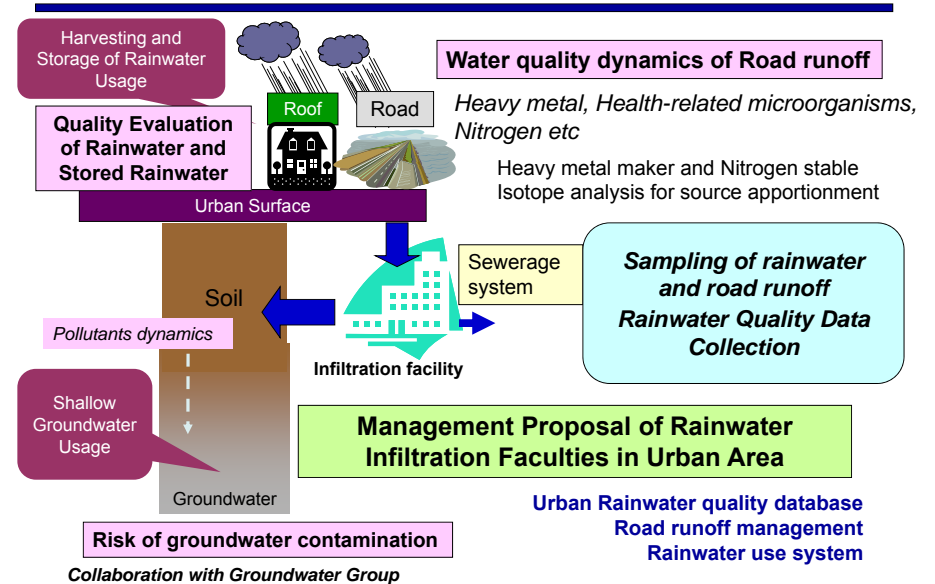 Harvesting and
Storage of Rainwater
Usage
Roof
Road
Water quality dynamics of Road runoff
Heavy metal, Health-related microorganisms,
Nitrogen etc
Quality Evaluation
of Rainwater and
Stored Rainwater
Heavy metal maker and Nitrogen stable
Isotope analysis for source apportionment
Urban Surface
Sewerage
system
Sampling of rainwater
and road runoff
Rainwater Quality Data
Collection
Soil
Pollutants dynamics
Infiltration facility
Shallow
Groundwater
Usage
Management Proposal of Rainwater
Infiltration Faculties in Urban Area
Groundwater
Urban Rainwater quality database
Road runoff management
Rainwater use system
Risk of groundwater contamination
Collaboration with Groundwater Group